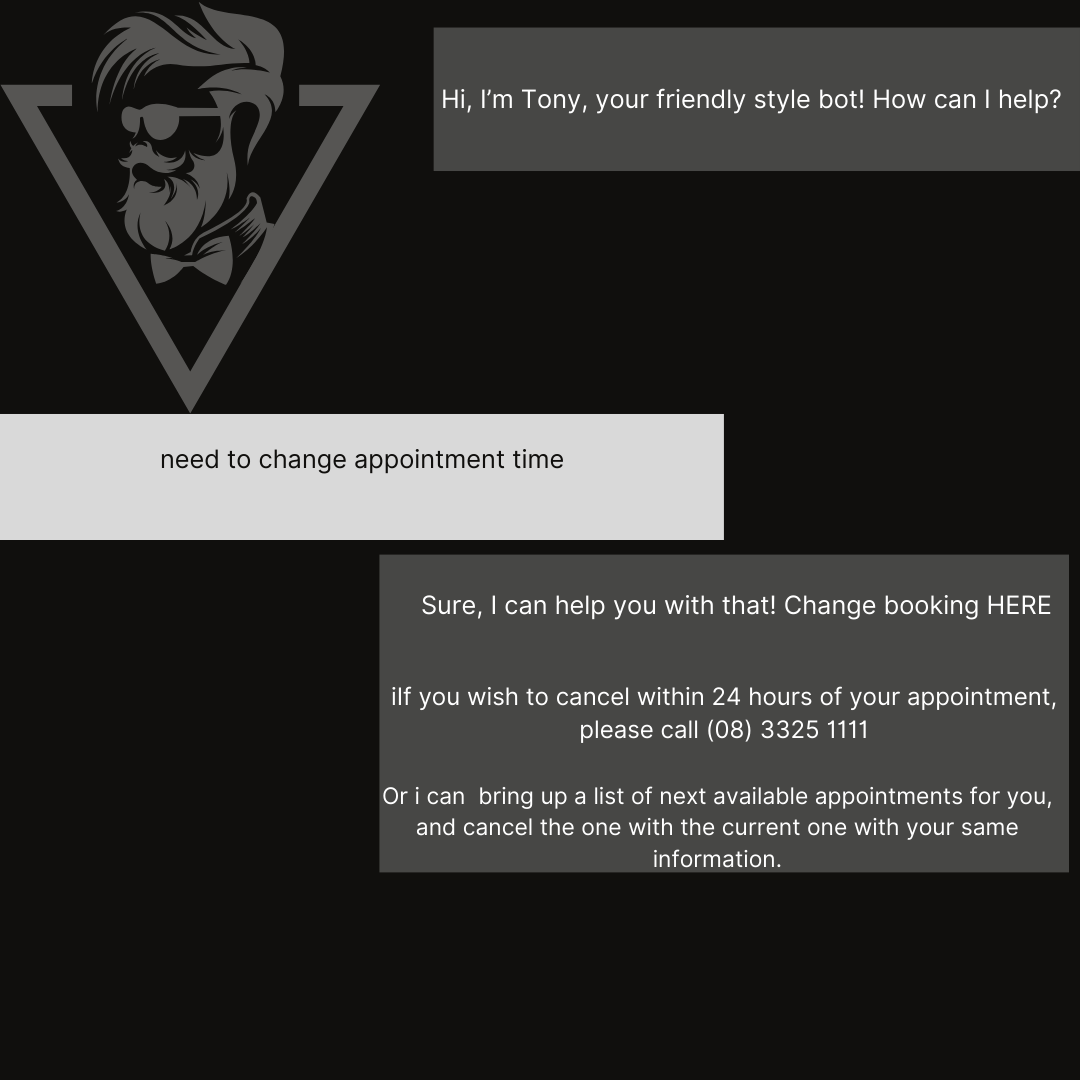 Hi, I’m Tony, your friendly style bot! How can I help?
need to change appointment time
Sure, I can help you with that! Change booking HERE
iIf you wish to cancel within 24 hours of your appointment,
please call (08) 3325 1111
Or i can  bring up a list of next available appointments for you,
and cancel the one with the current one with your same
information.